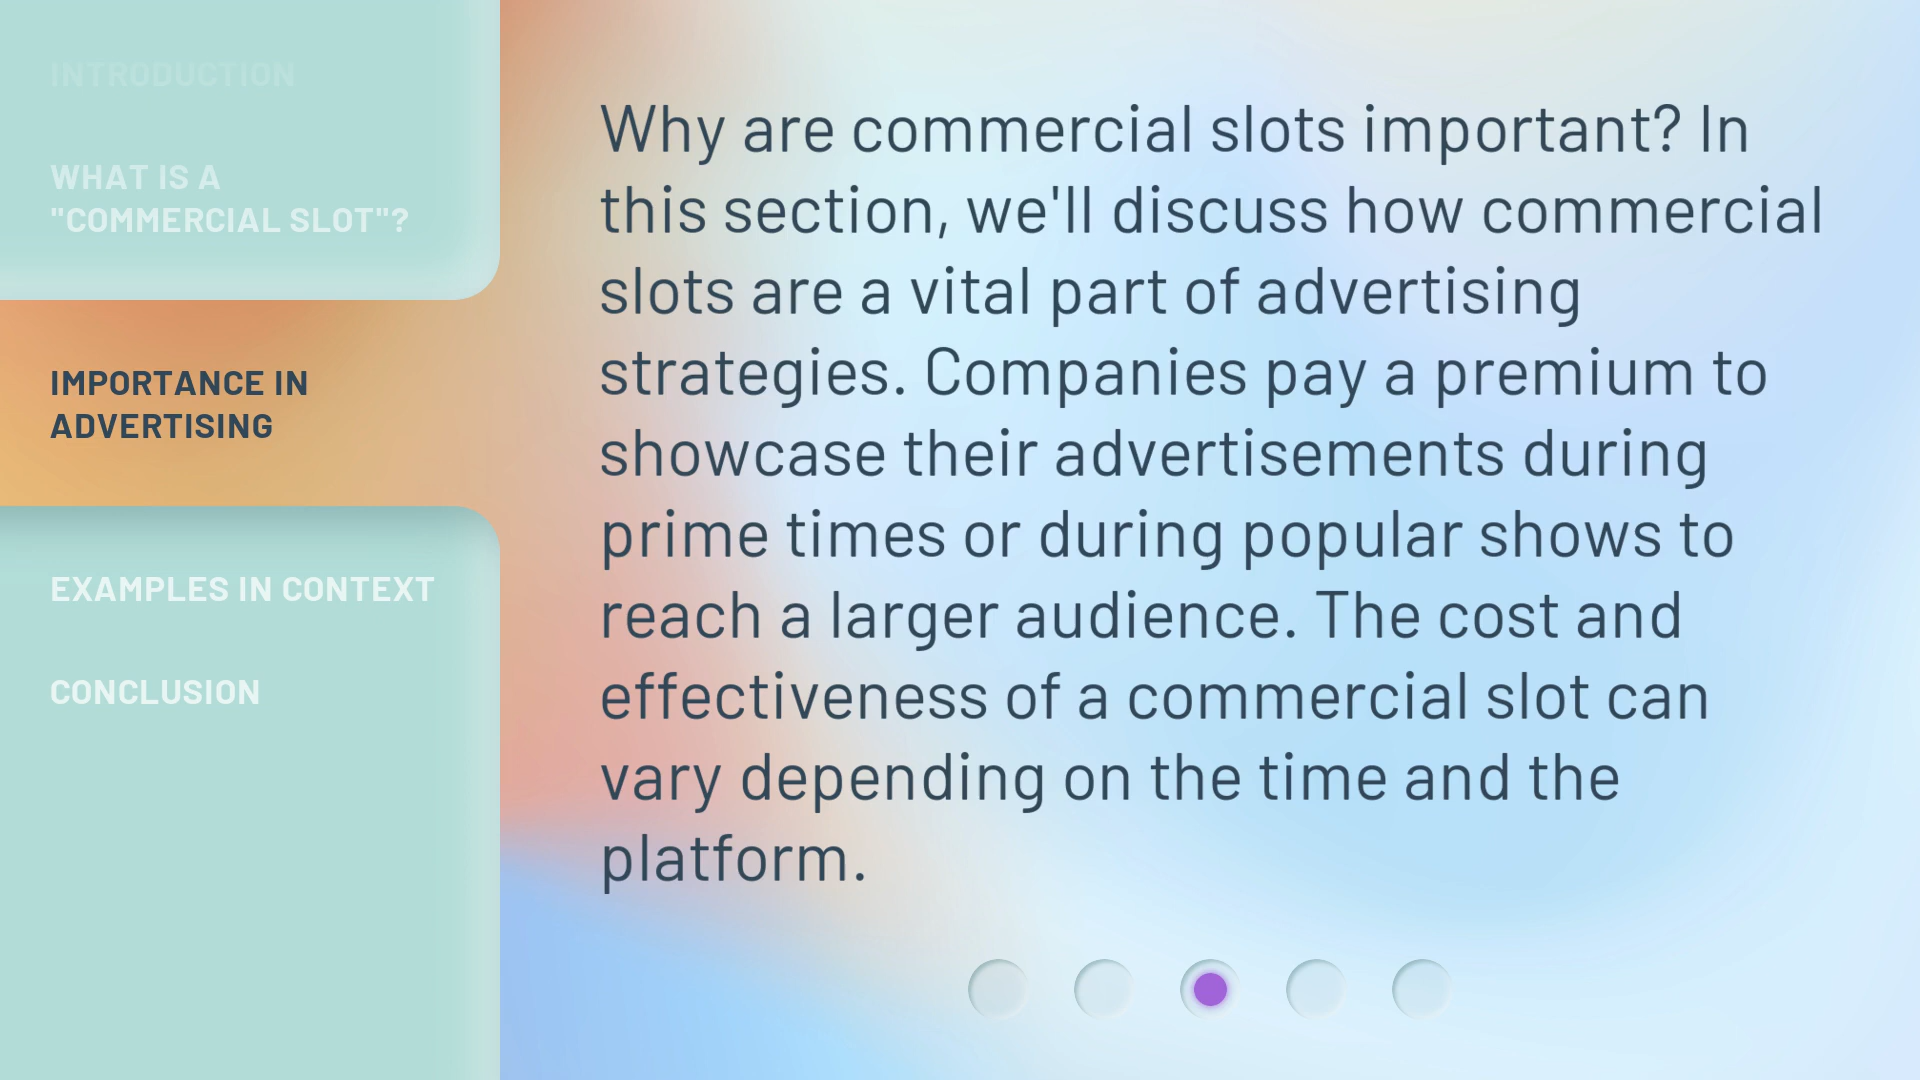 INTRODUCTION
WHAT IS A
"COMMERCIAL SLOT"?
IMPORTANCE IN
ADVERTISING
EXAMPLES IN CONTEXT
CONCLUSION
Why are commercial slots important? In
this section, we'll discuss how commercial
slots are a vital part of advertising
strategies. Companies pay a premium to
showcase their advertisements during
prime times or during popular shows to
reach a larger audience. The cost and
effectiveness of a commercial slot can
vary depending on the time and the
platform.